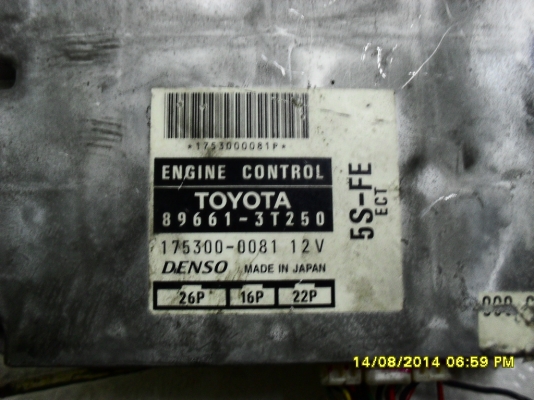 *1753000081P*
ENGINE CONTROL
TOYOTA
89661-3T250
175300-0081 12V
DENSO MADE IN JAPAN
26P 16P 22P
5S-FE
ECT
14/08/2014 06:59 PM